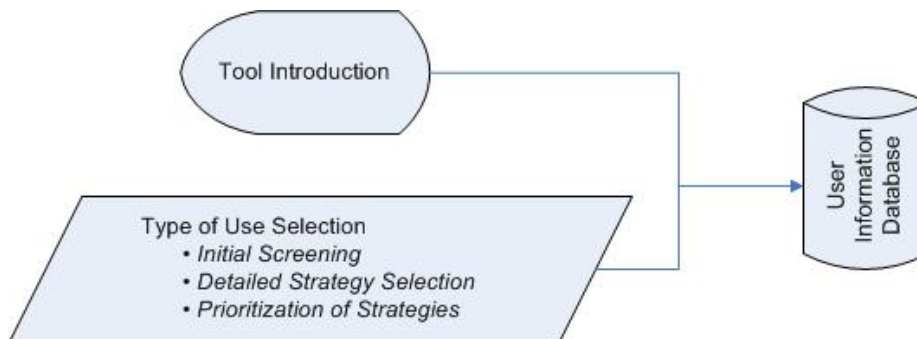 Tool Introduction
Type of Use Selection
• Initial Screening
• Detailed Strategy Selection
• Prioritization of Strategies
User
Information
Database